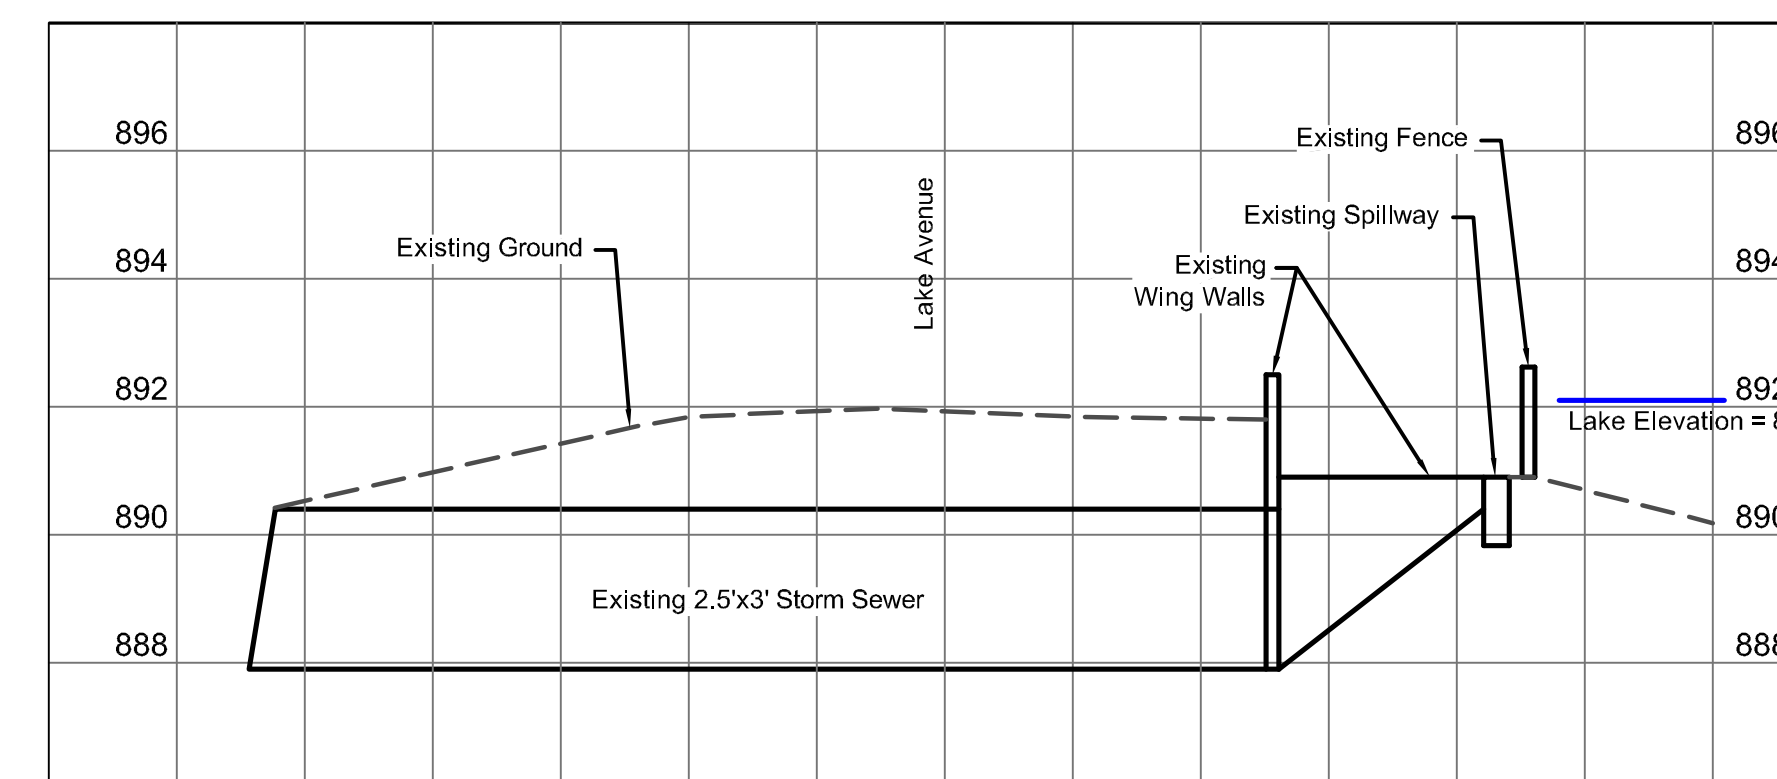 896
Existing Fence
896
Existing Spillway
Lake Avenue
Existing Ground
894
Existing
Wing Walls
894
892
892
Lake Elevation =
890
890
Existing 2.5'x3' Storm Sewer
888
888